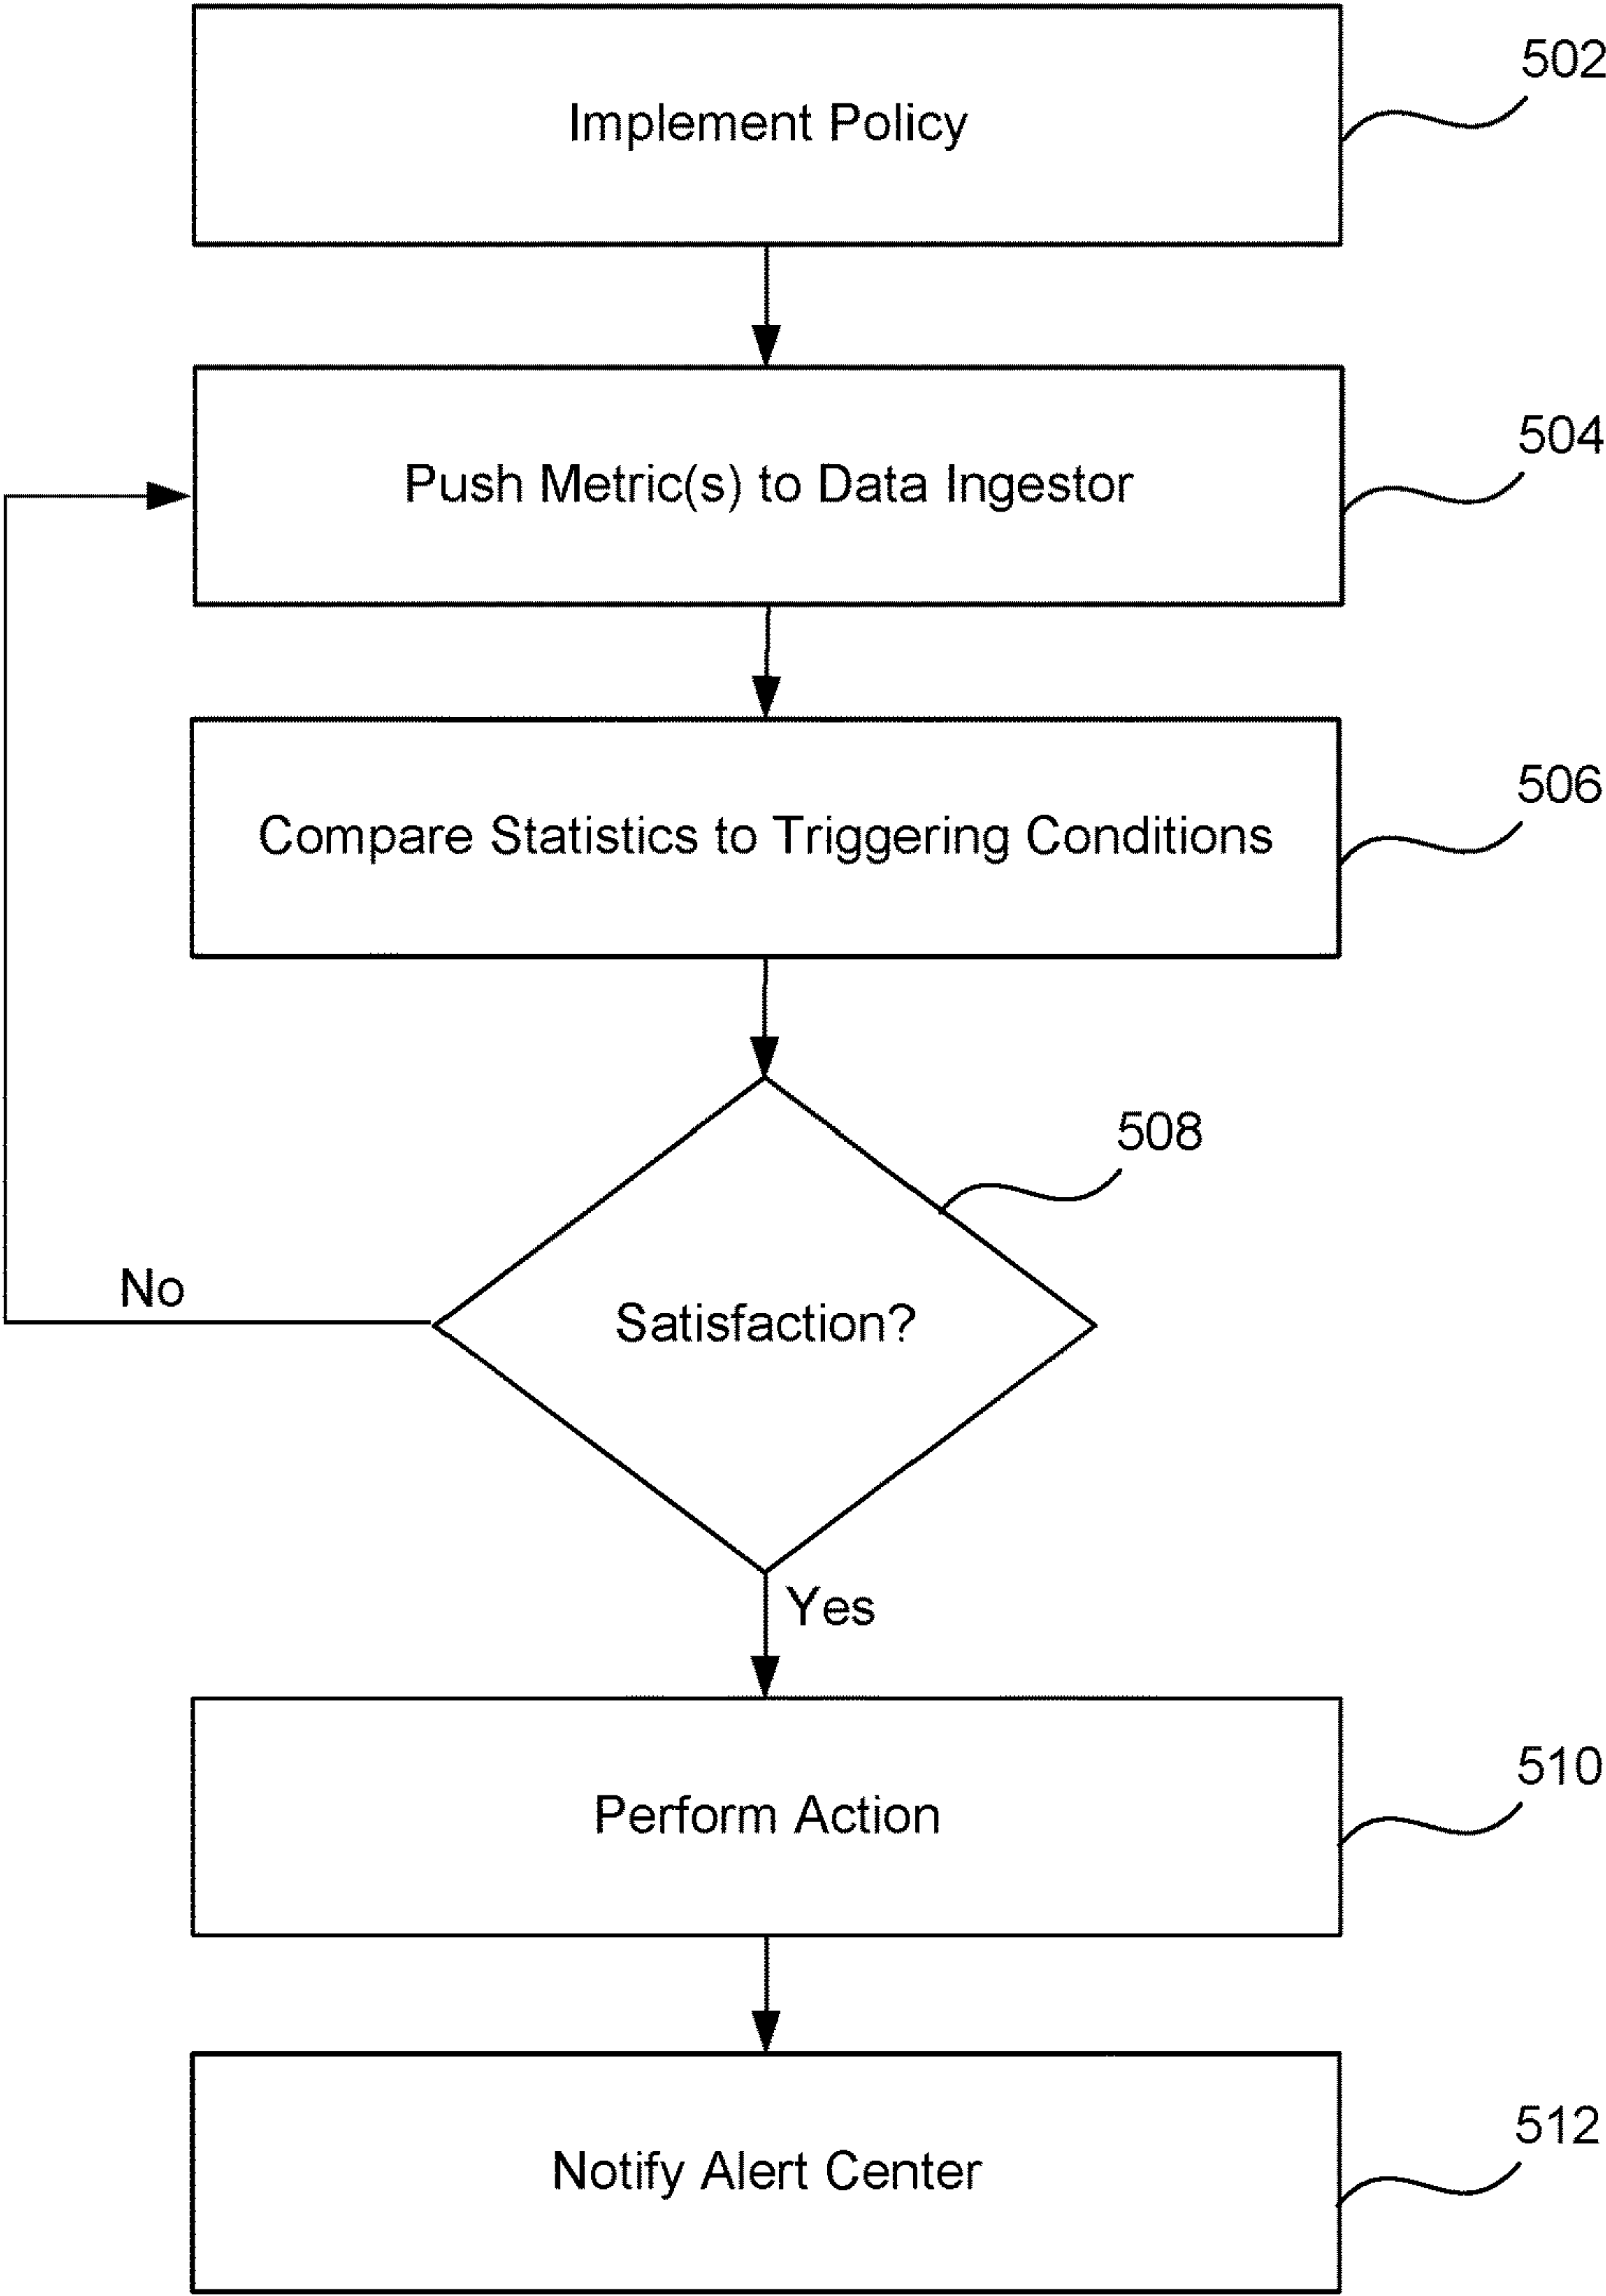 502
Implement Policy
504
Push Metric(s) to Data Ingestor
506
Compare Statistics to Triggering Conditions
508
No
Satisfaction?
Yes
510
Perform Action
512
Notify Alert Center